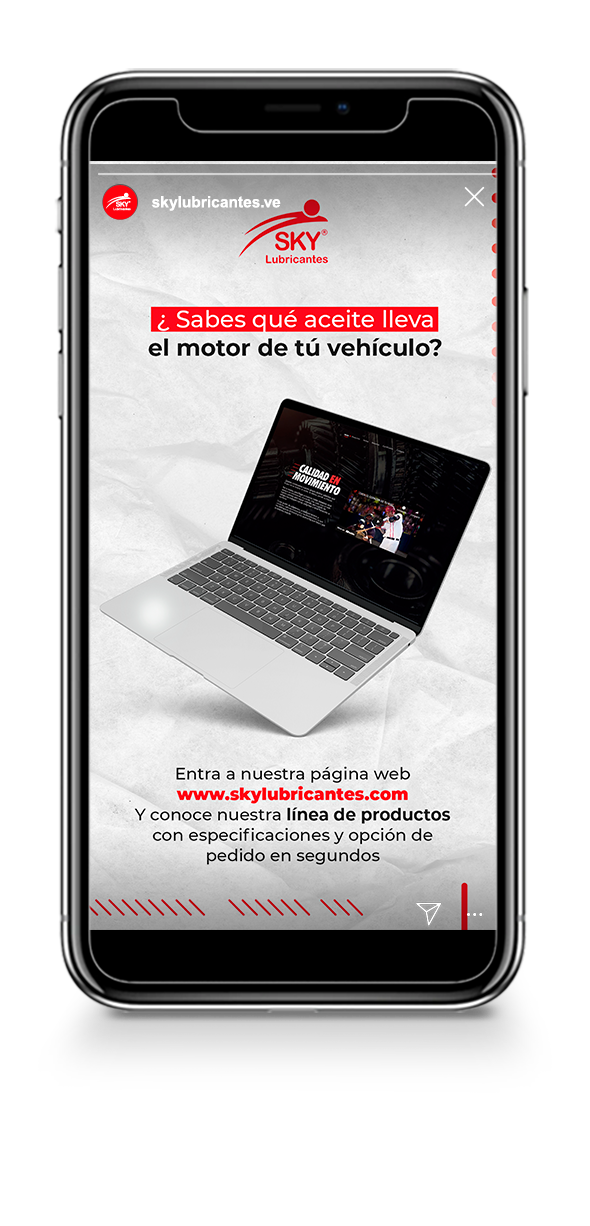 skylubricantes.ve
SKY®
Lubricantes
¿ Sabes qué aceite lleva
el motor de tú vehículo?
CALIDAD EN
MOVIMIENTO
Entra a nuestra página web
www.skylubricantes.com
Y conoce nuestra línea de productos
con especificaciones y opción de
pedido en segundos